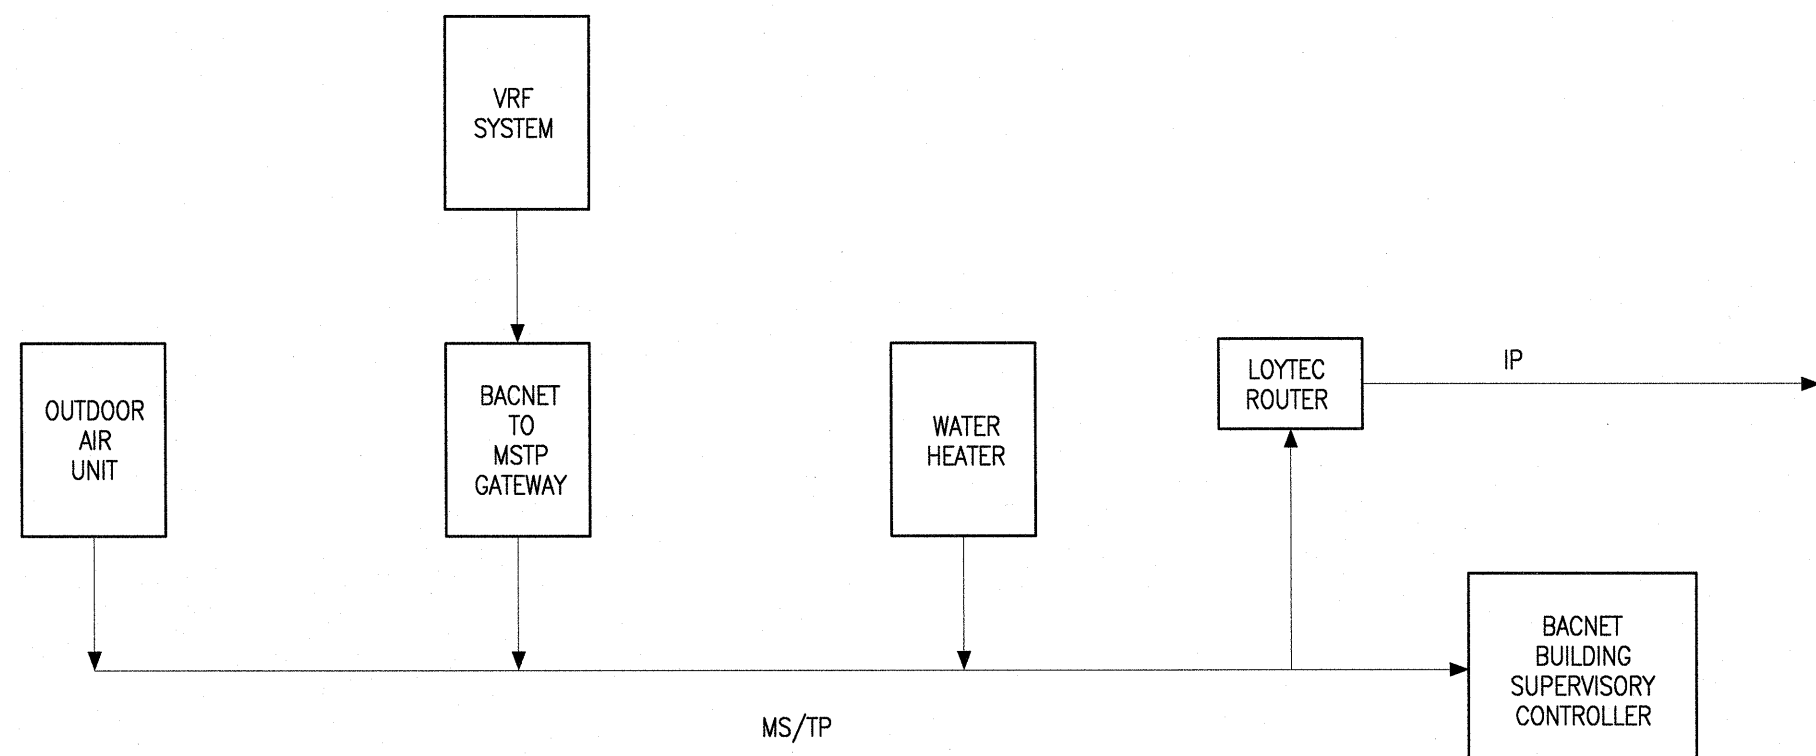 VRF
SYSTEM
OUTDOOR
AIR
UNIT
BACNET
TO
MSTP
GATEWAY
WATER
HEATER
LOYTEC
ROUTER
IP
BACNET
BUILDING
SUPERVISORY
CONTROLLER
MS/TP